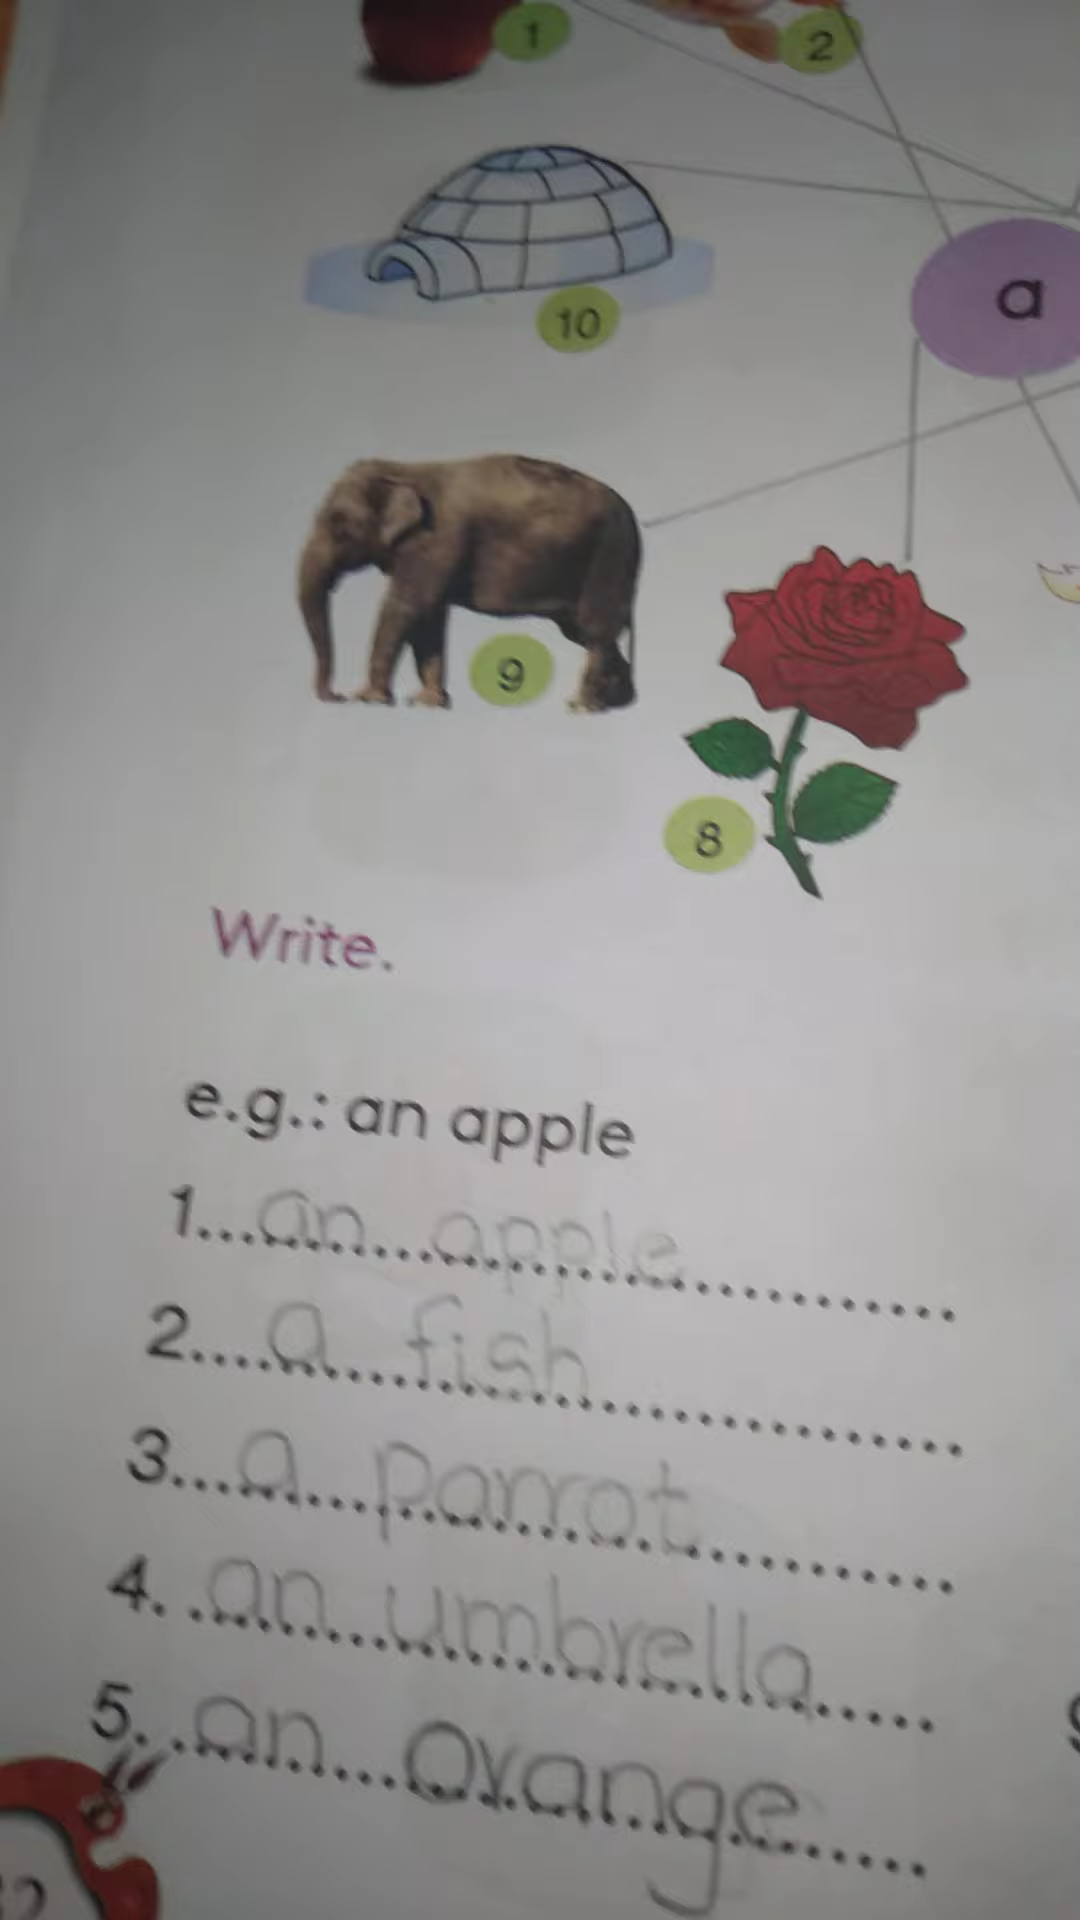 1
2
10
a
9
8
Write.
e.g.: an apple
1...an apple
2....a fish
3...a parrot
4. an umbrella
5. an orange